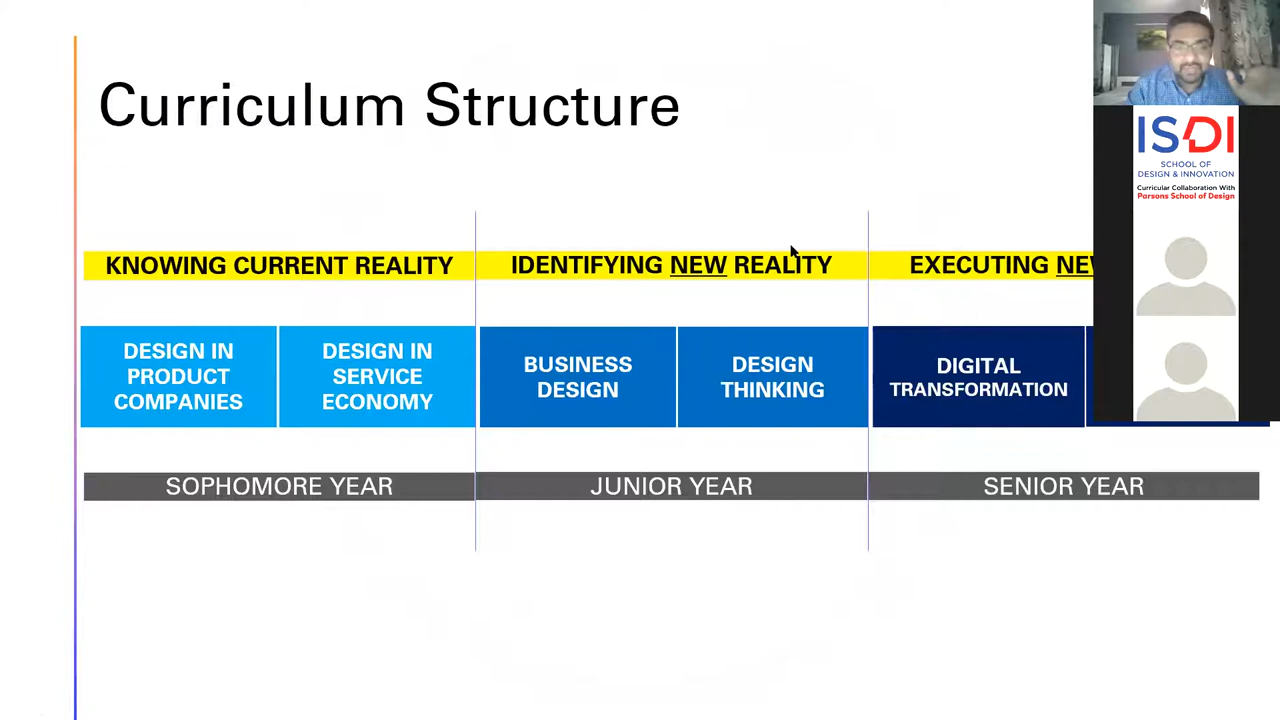 Curriculum Structure
ISDI
SCHOOL OF
DESIGN & INNOVATION
Curricular Collaboration With
Parsons School of Design
KNOWING CURRENT REALITY
IDENTIFYING NEW REALITY
EXECUTING
DESIGN IN
PRODUCT
COMPANIES
DESIGN IN
SERVICE
ECONOMY
BUSINESS
DESIGN
DESIGN
THINKING
DIGITAL
TRANSFORMATION
SOPHOMORE YEAR
JUNIOR YEAR
SENIOR YEAR